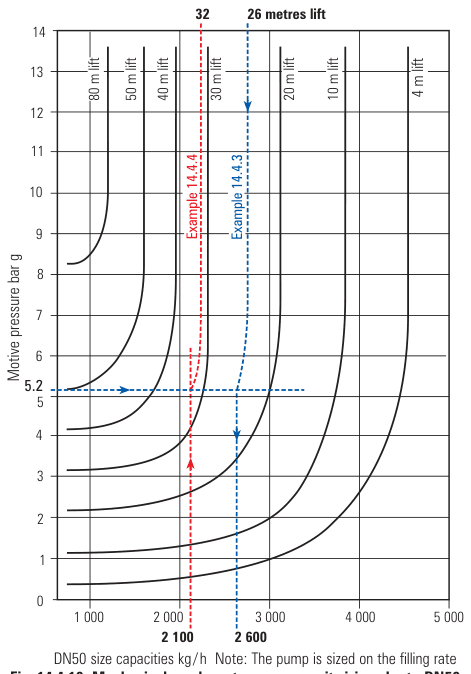 32 26 metres lift
14
13
12
11
10
9
8
7
6
5.2
5
4
3
2
1
0
Motive pressure bar g
80 m lift
50 m lift
40 m lift
30 m lift
20 m lift
10 m lift
4 m lift
Example 14.4.4
Example 14.4.3
1 000 2 000 3 000 4 000 5 000
2 100 2 600
DN50 size capacities kg/h Note: The pump is sized on the filling rate